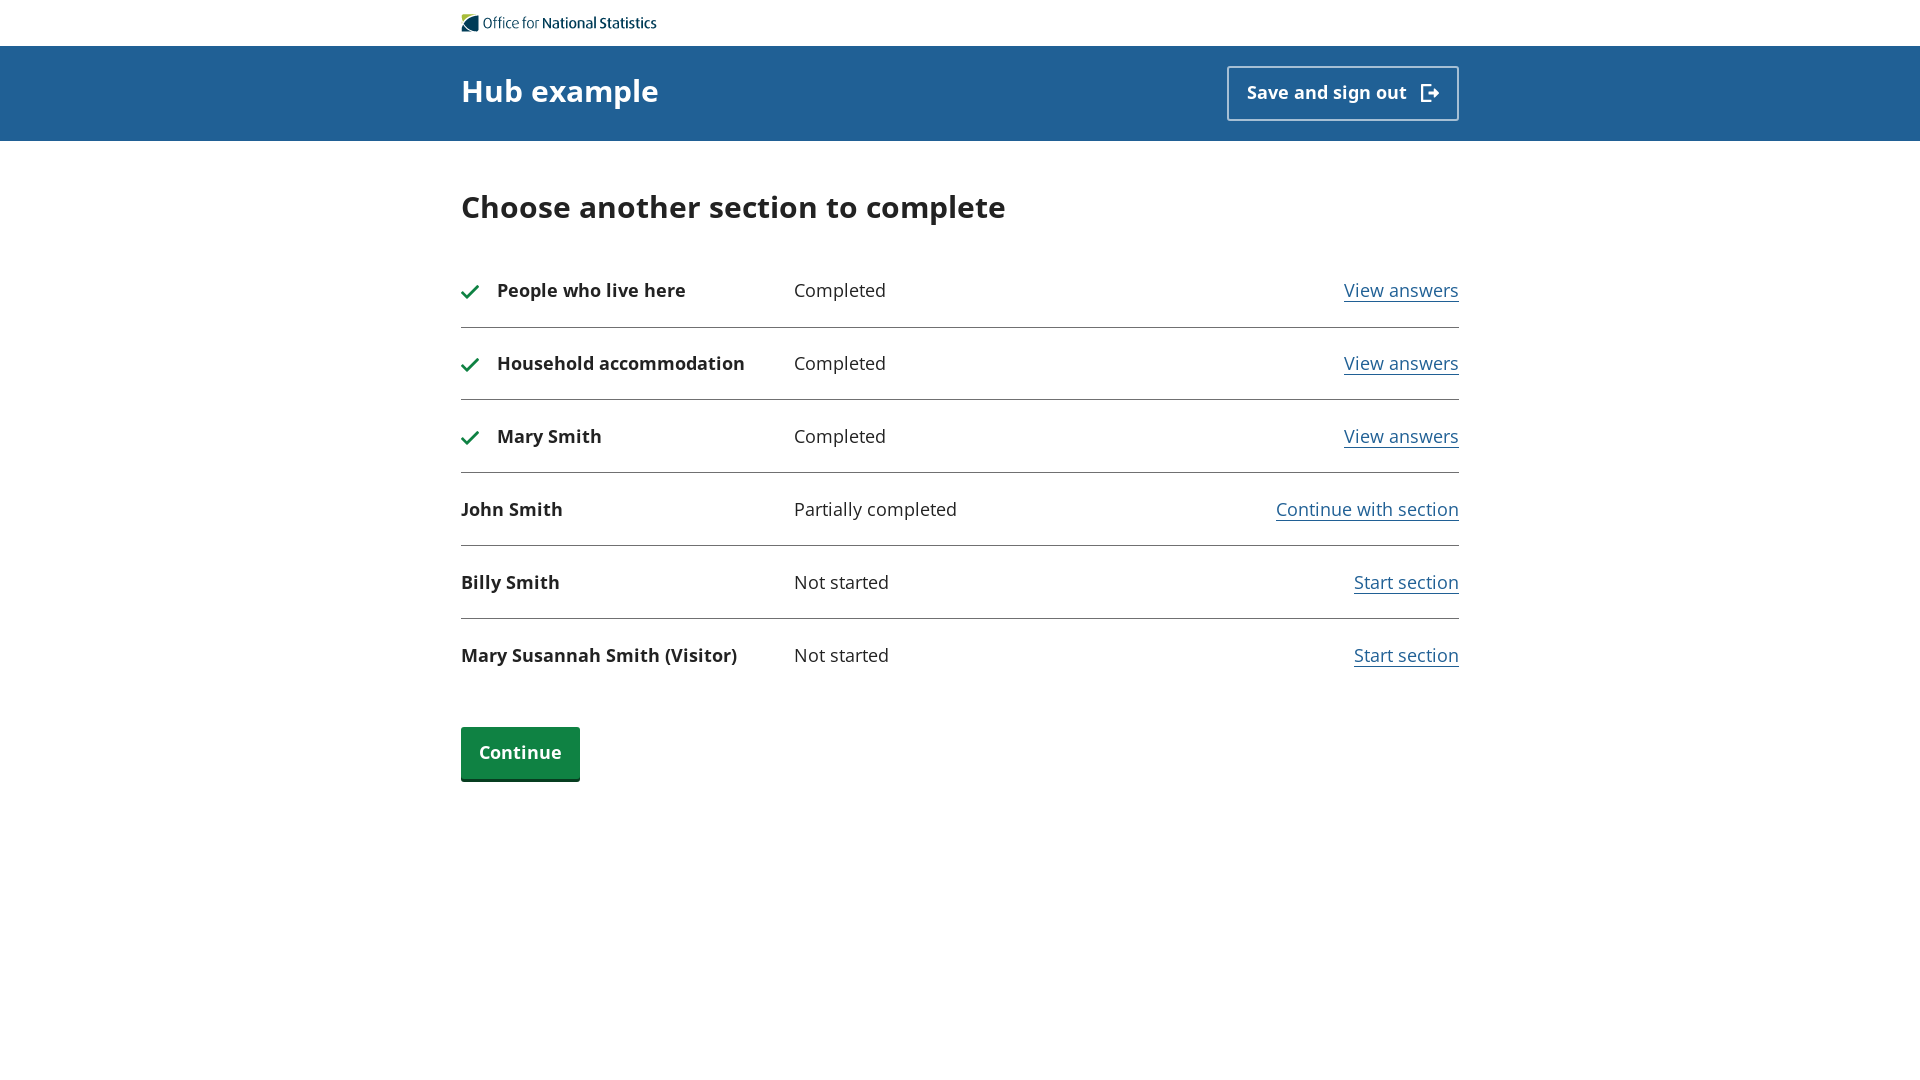 Office for National Statistics
Hub example
Save and sign out
Choose another section to complete
People who live here Completed View answers
Household accommodation Completed View answers
Mary Smith Completed View answers
John Smith Partially completed Continue with section
Billy Smith Not started Start section
Mary Susannah Smith (Visitor) Not started Start section
Continue